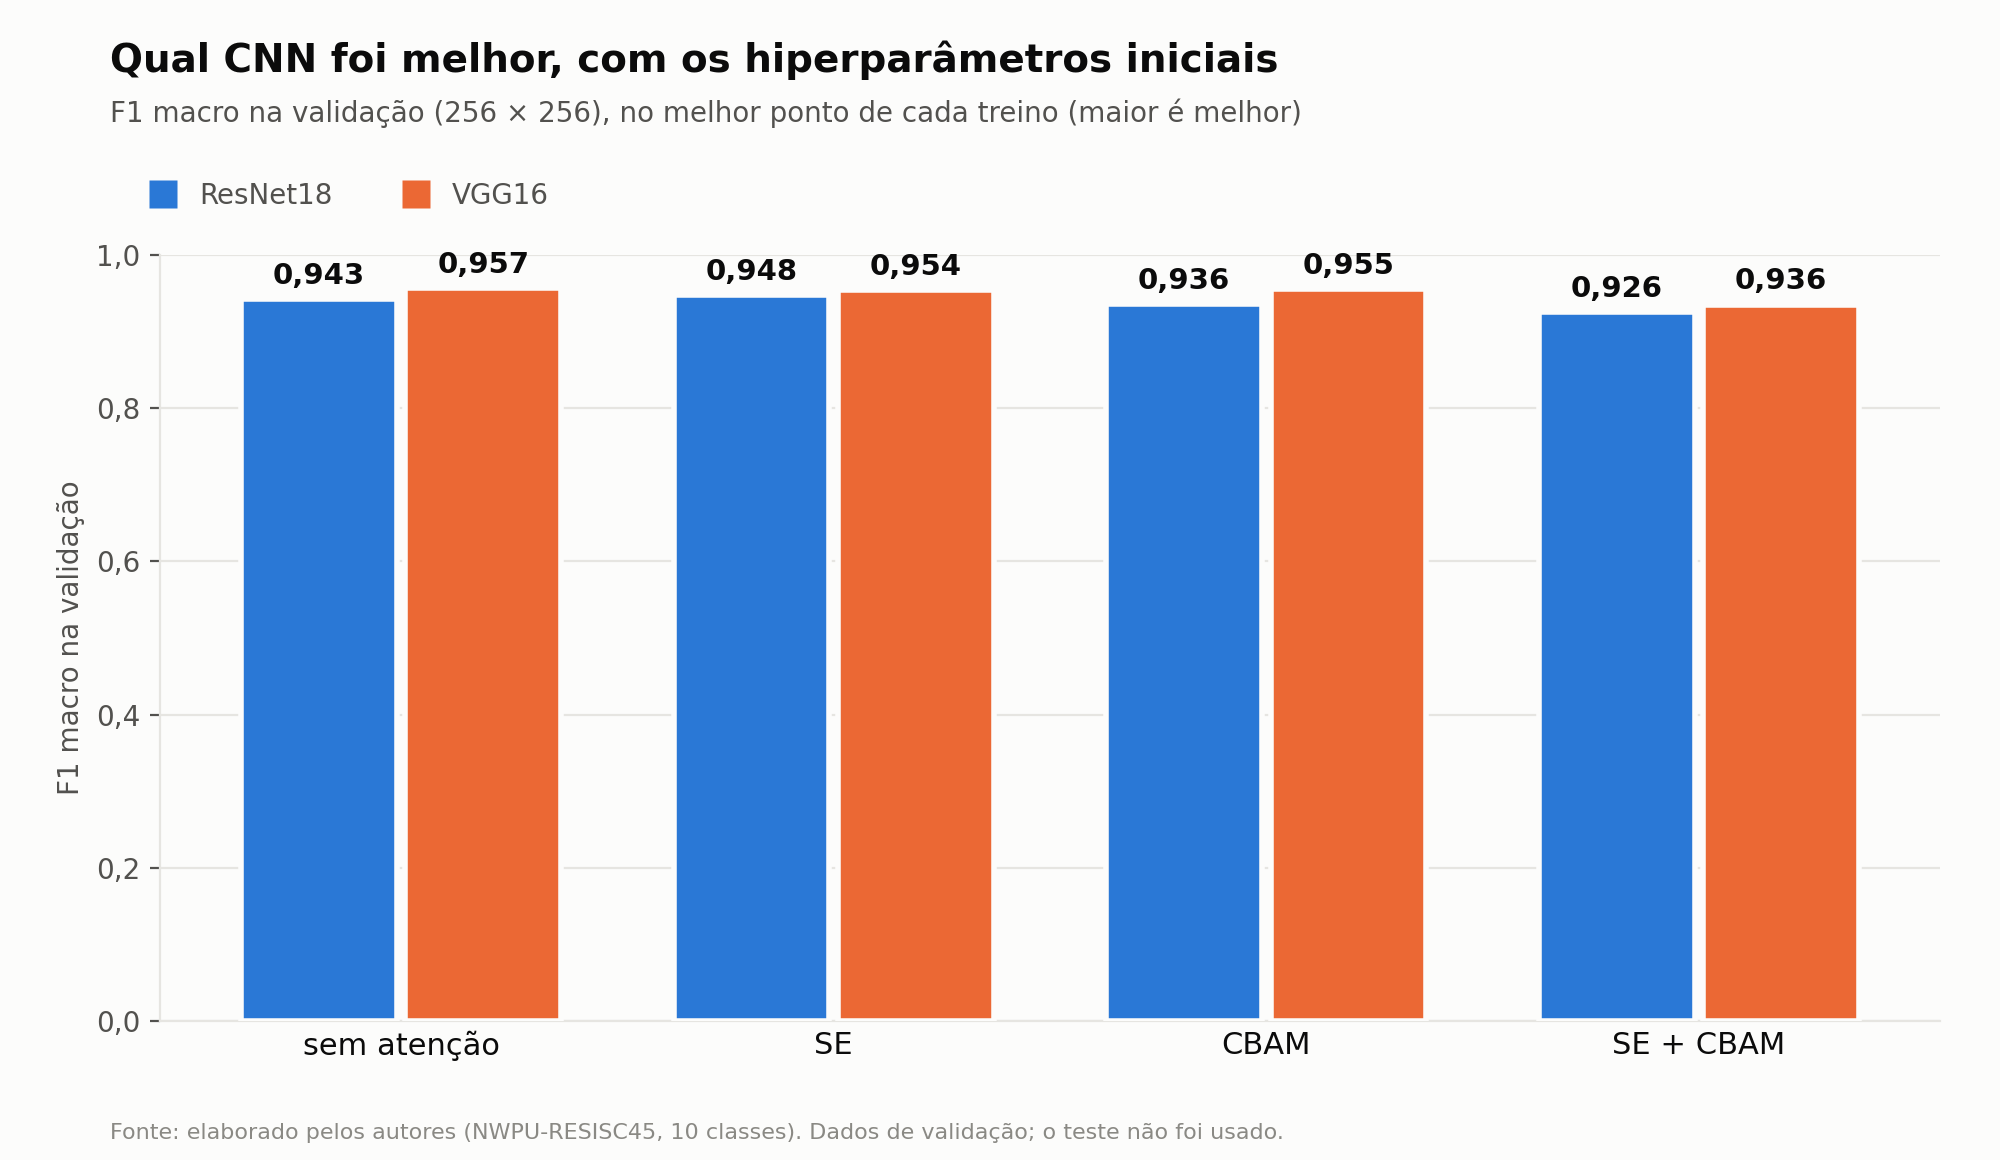 Qual CNN foi melhor, com os hiperparâmetros iniciais
F1 macro na validação (256 × 256), no melhor ponto de cada treino (maior é melhor)
ResNet18 VGG16
1,0
0,8
0,6
0,4
0,2
0,0
F1 macro na validação
0,943 0,957 0,948 0,954 0,936 0,955 0,926 0,936
sem atenção SE CBAM SE + CBAM
Fonte: elaborado pelos autores (NWPU-RESISC45, 10 classes). Dados de validação; o teste não foi usado.